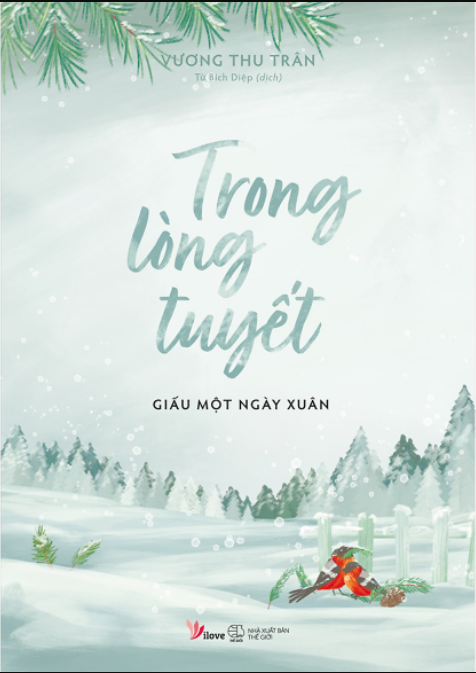 VƯƠNG THU TRÂN
Từ Bích Diệp (dịch)
Trong
lòng
tuyết
GIẤU MỘT NGÀY XUÂN
ilove
NHÀ XUẤT BẢN
THẾ GIỚI